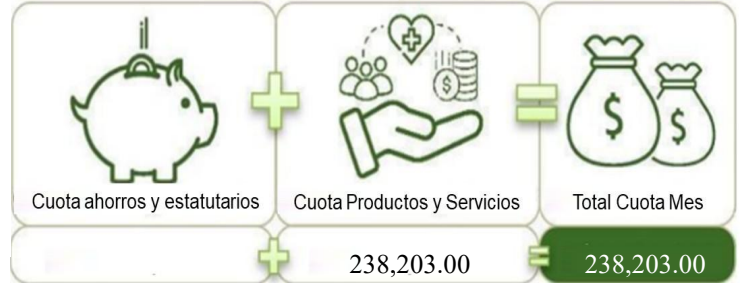 $
$ $
Cuota ahorros y estatutarios Cuota Productos y Servicios Total Cuota Mes
238,203.00 238,203.00